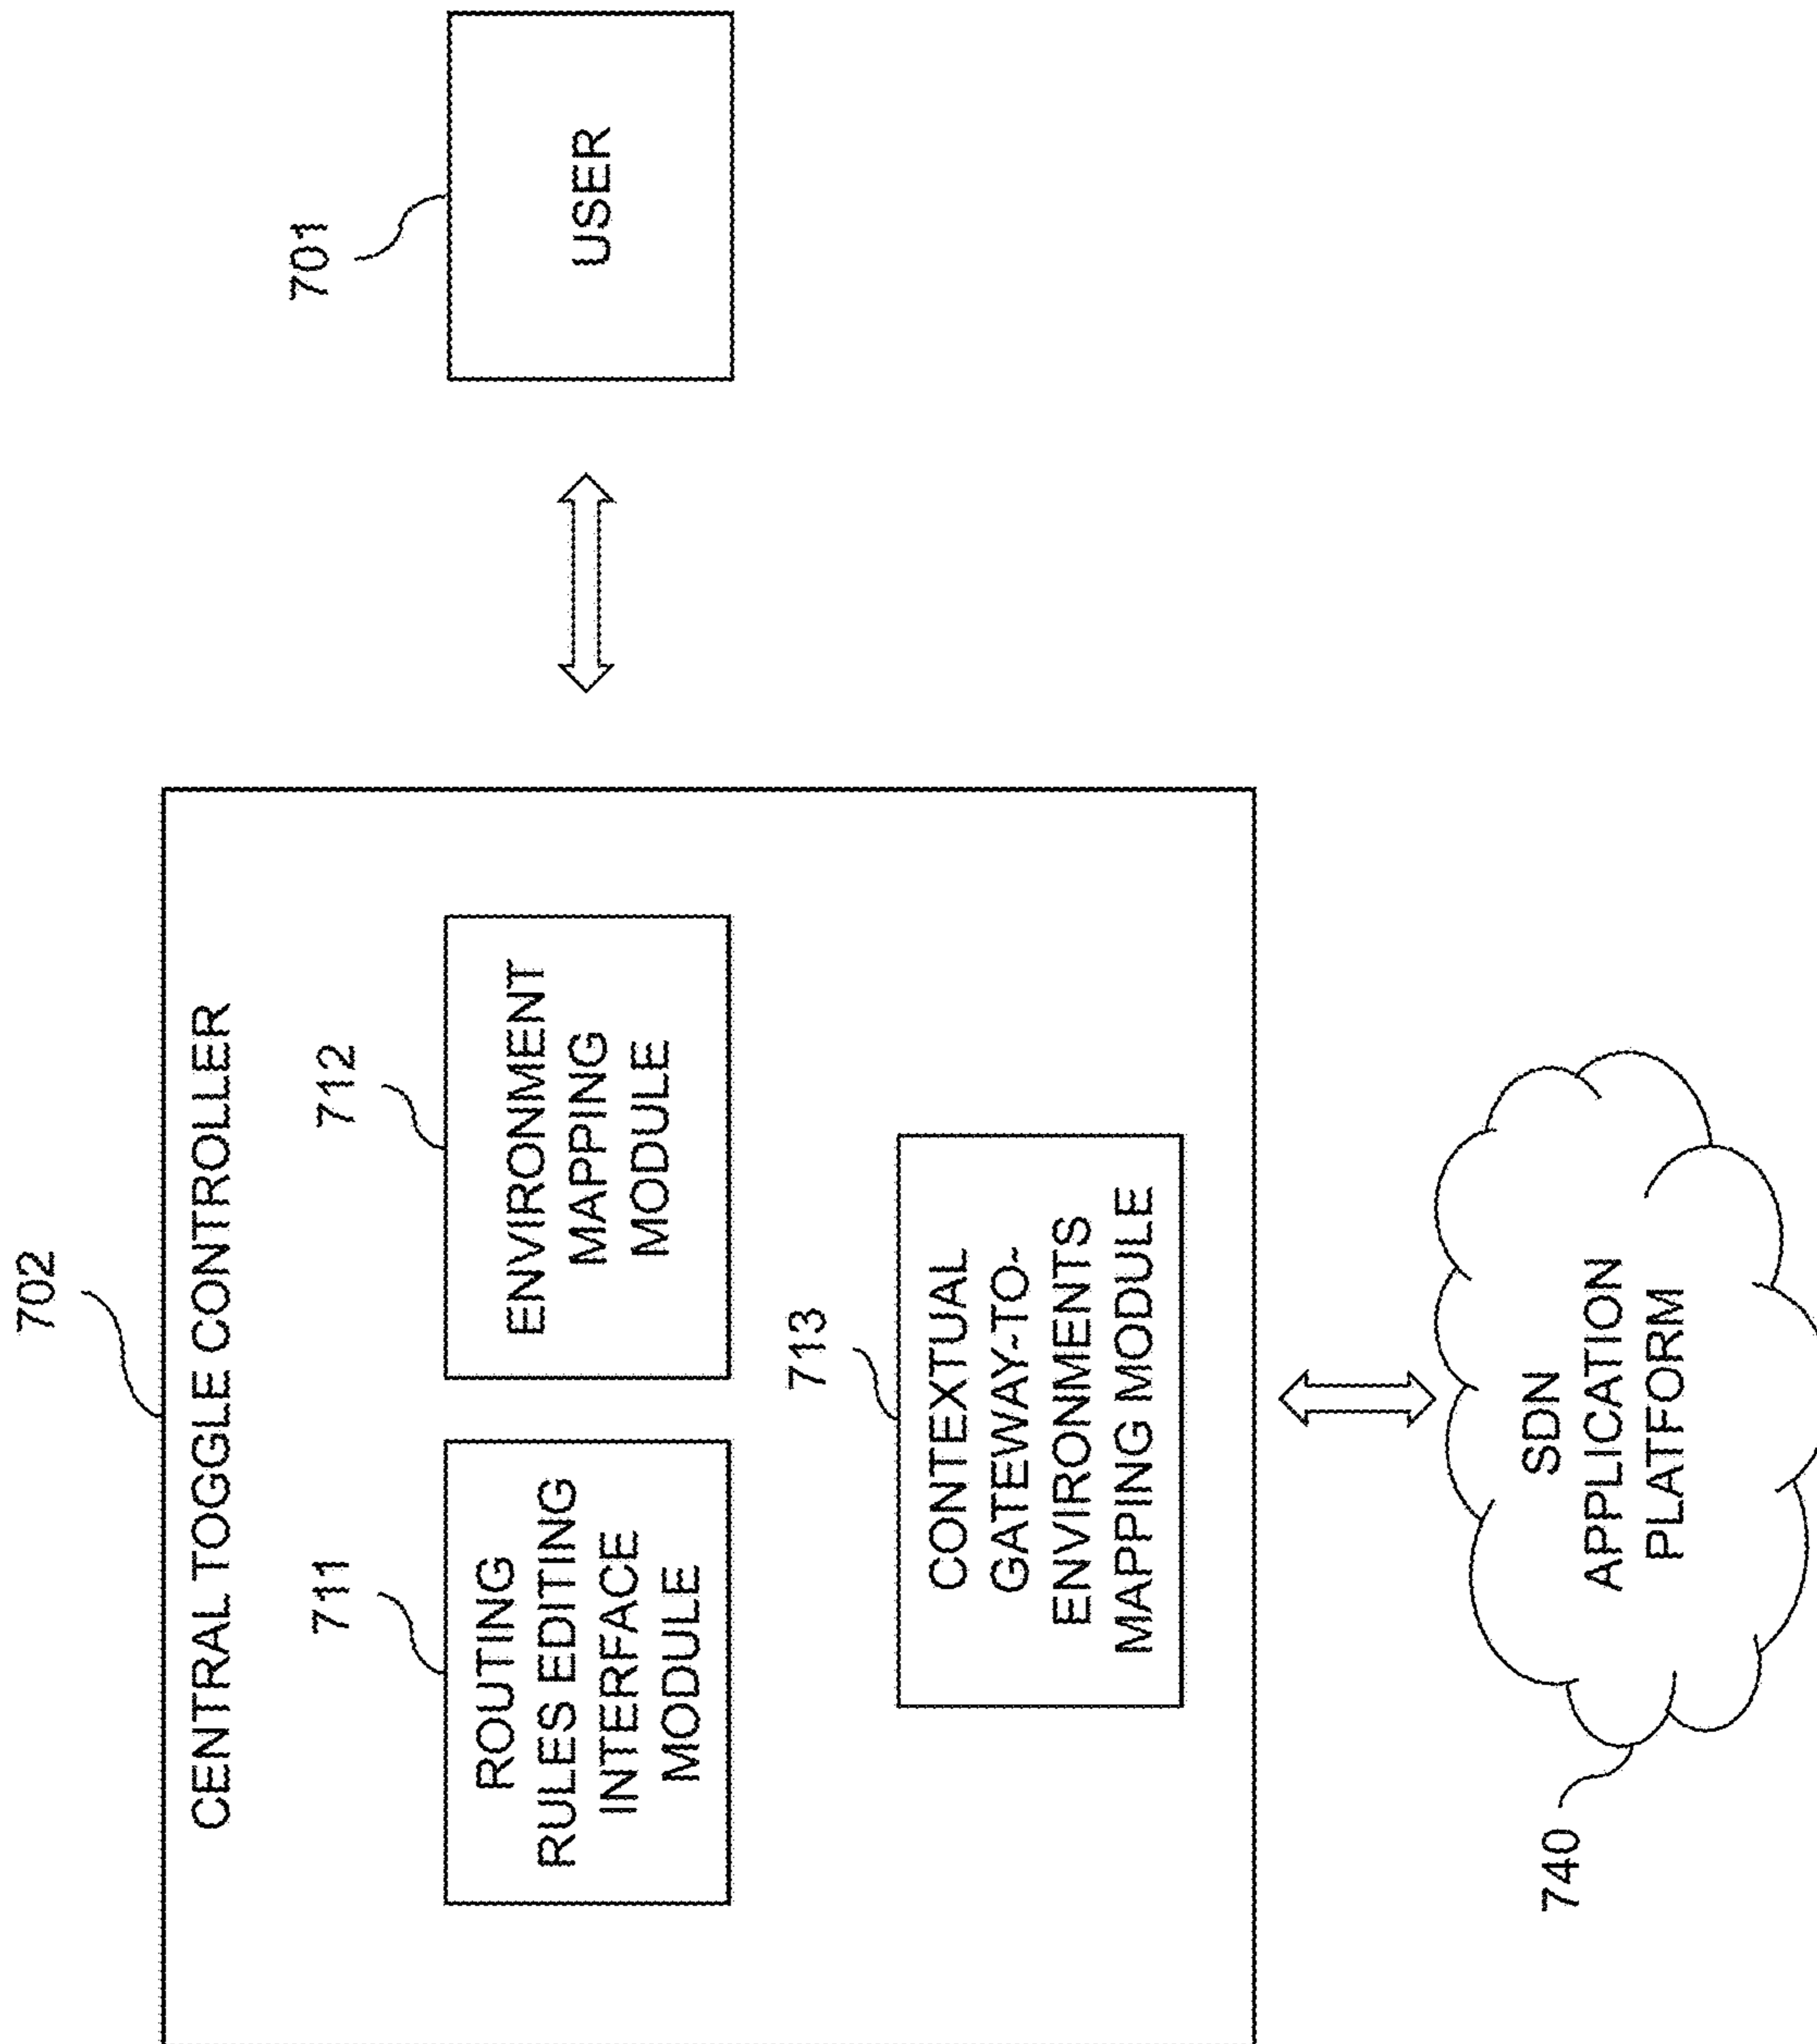 702
CENTRAL TOGGLE CONTROLLER
711
ROUTING
RULES EDITING
INTERFACE
MODULE
712
ENVIRONMENT
MAPPING
MODULE
713
CONTEXTUAL
GATEWAY-TO-
ENVIRONMENTS
MAPPING MODULE
701
USER
740
SDN
APPLICATION
PLATFORM